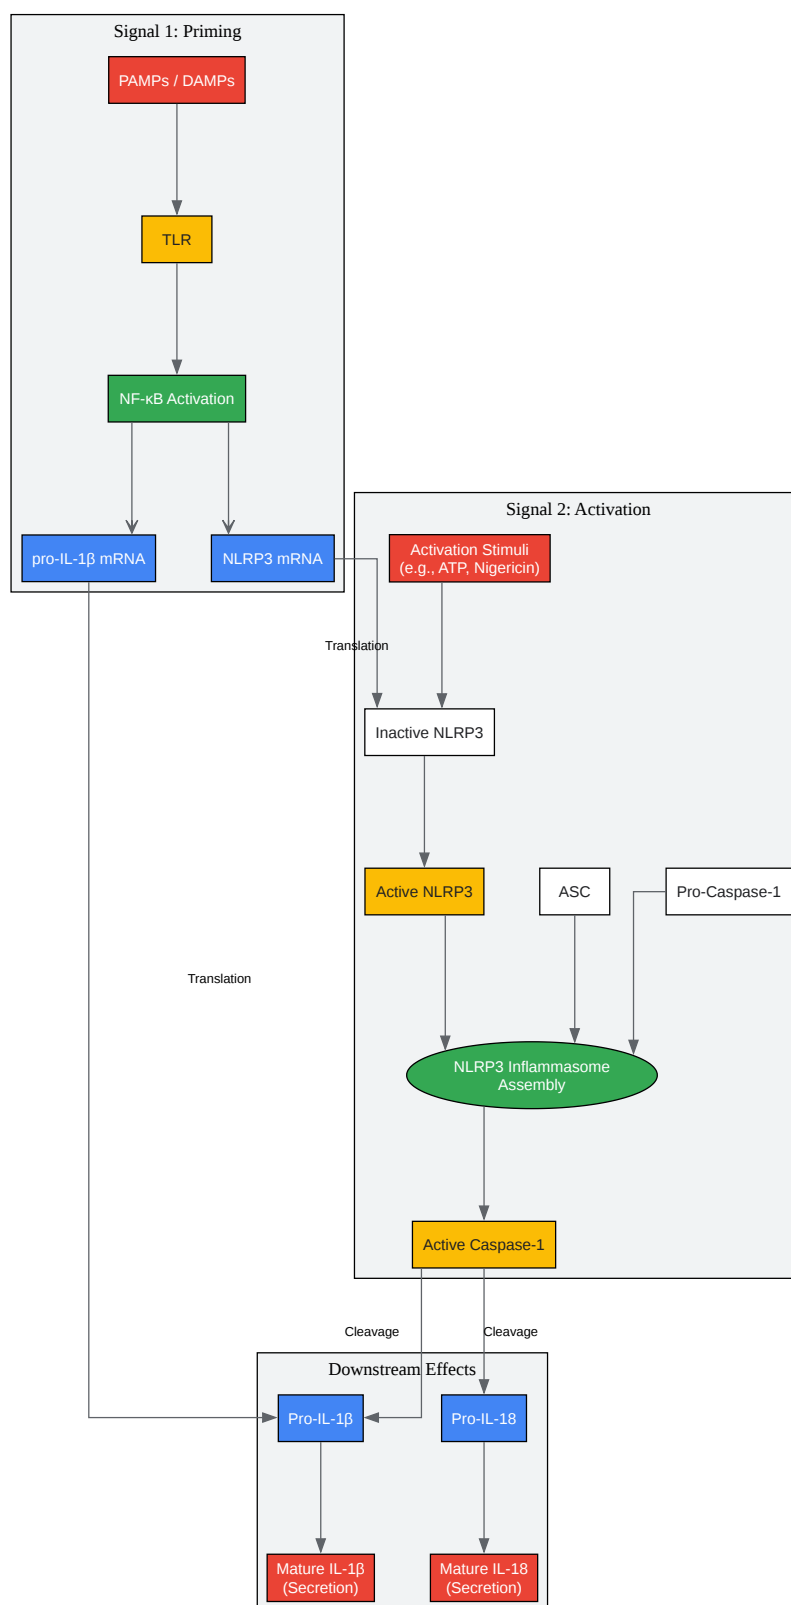 Signal 1: Priming
PAMPs / DAMPs
TLR
NF-κB Activation
pro-IL-1β mRNA
NLRP3 mRNA
Signal 2: Activation
Activation Stimuli
(e.g., ATP, Nigericin)
Translation
Inactive NLRP3
Active NLRP3
ASC
Pro-Caspase-1
Translation
NLRP3 Inflammasome
Assembly
Active Caspase-1
Cleavage
Cleavage
Downstream Effects
Pro-IL-1β
Pro-IL-18
Mature IL-1β
(Secretion)
Mature IL-18
(Secretion)